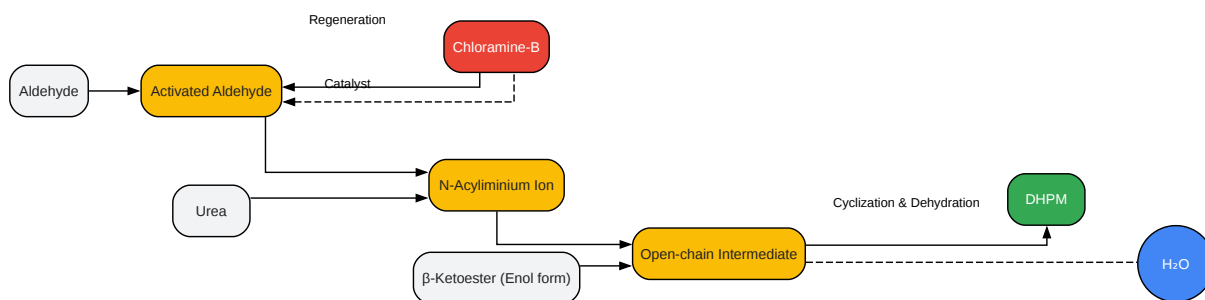 Regeneration
Chloramine-B
Aldehyde
Activated Aldehyde
Catalyst
N-Acyliminium Ion
Urea
DHPM
Cyclization & Dehydration
Open-chain Intermediate
H₂O
β-Ketoester (Enol form)